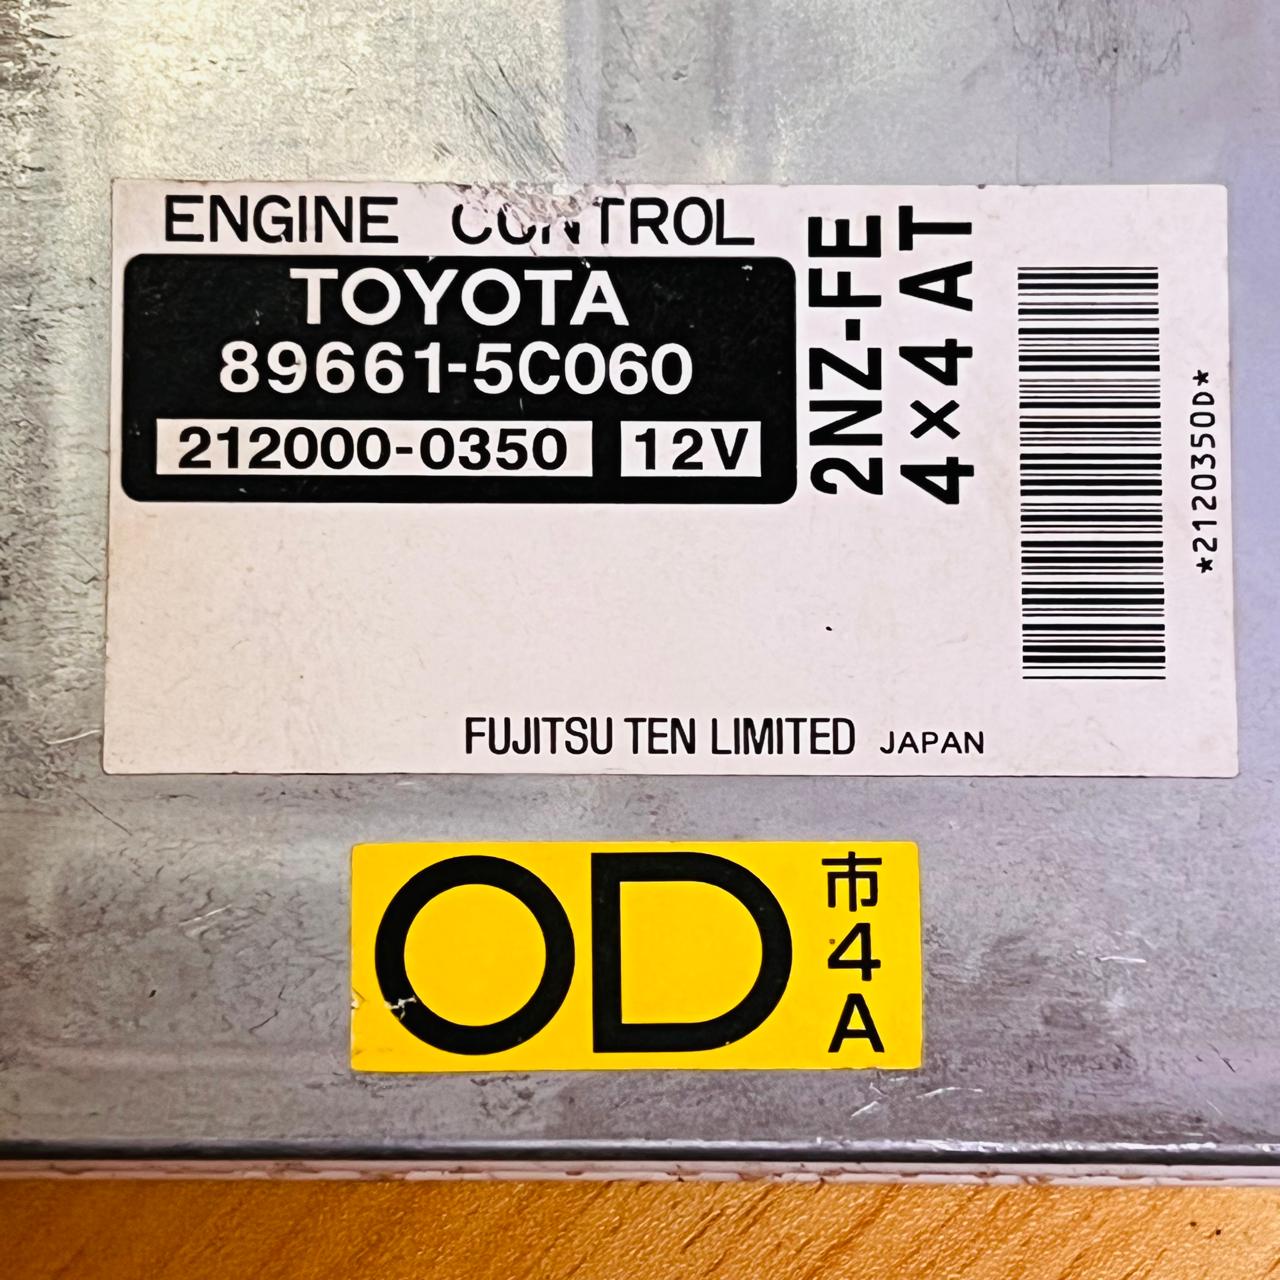 ENGINE CONTROL
TOYOTA
89661-5C060
212000-0350 12V
2NZ-FE
4×4 AT
*2120350D*
FUJITSU TEN LIMITED JAPAN
OD
市
4
A